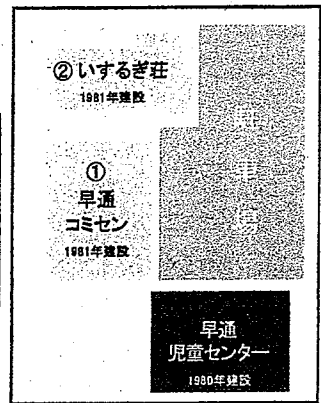 ② いするぎ荘
1981年建設
駐車場
①
早通
コミセン
1981年建設
早通
児童センター
1980年建設